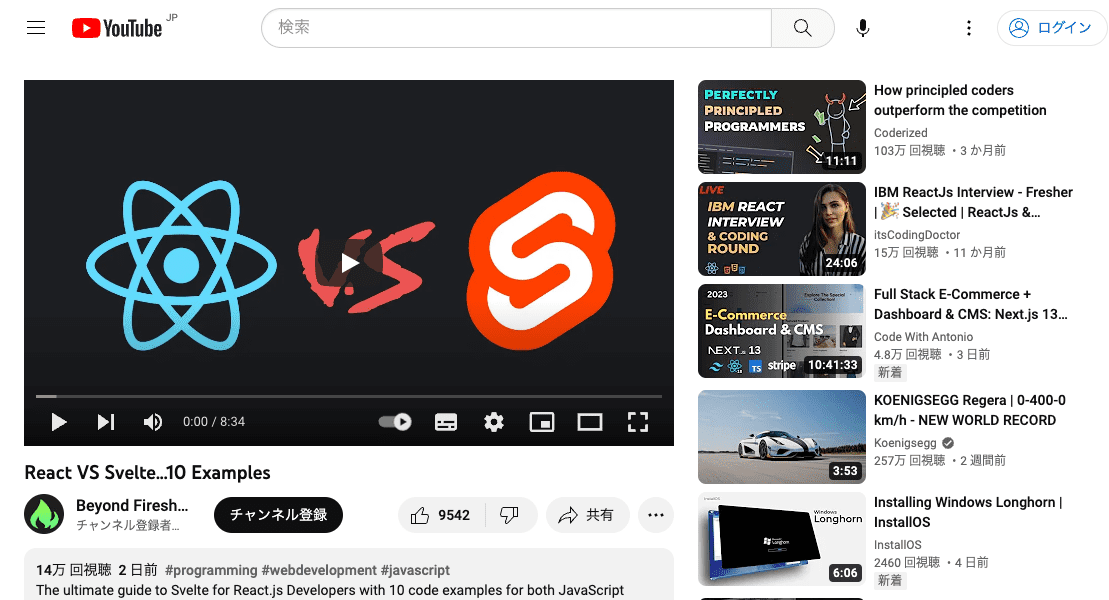 YouTube JP
検索
ログイン
VS
0:00 / 8:34
React VS Svelte...10 Examples
Beyond Firesh...
チャンネル登録者...
チャンネル登録
9542
共有
14万 回視聴 2 日前 #programming #webdevelopment #javascript
The ultimate guide to Svelte for React.js Developers with 10 code examples for both JavaScript
PERFECTLY
PRINCIPLED
PROGRAMMERS
11:11
How principled coders
outperform the competition
Coderized
103万 回視聴 ・3 か月前
LIVE
IBM REACT
INTERVIEW
& CODING
ROUND
24:06
IBM ReactJs Interview - Fresher
| 🎉 Selected | ReactJs &...
itsCodingDoctor
15万 回視聴 ・11 か月前
2023
Explore The Special
Collection!
E-Commerce
Dashboard & CMS
NEXT.js 13
TS
stripe
10:41:33
Full Stack E-Commerce +
Dashboard & CMS: Next.js 13...
Code With Antonio
4.8万 回視聴 ・3 日前
新着
3:53
KOENIGSEGG Regera | 0-400-0
km/h - NEW WORLD RECORD
Koenigsegg
257万 回視聴 ・2 週間前
Windows
Longhorn
Longhorn
6:06
Installing Windows Longhorn |
InstallOS
InstallOS
2460 回視聴 ・4 日前
新着